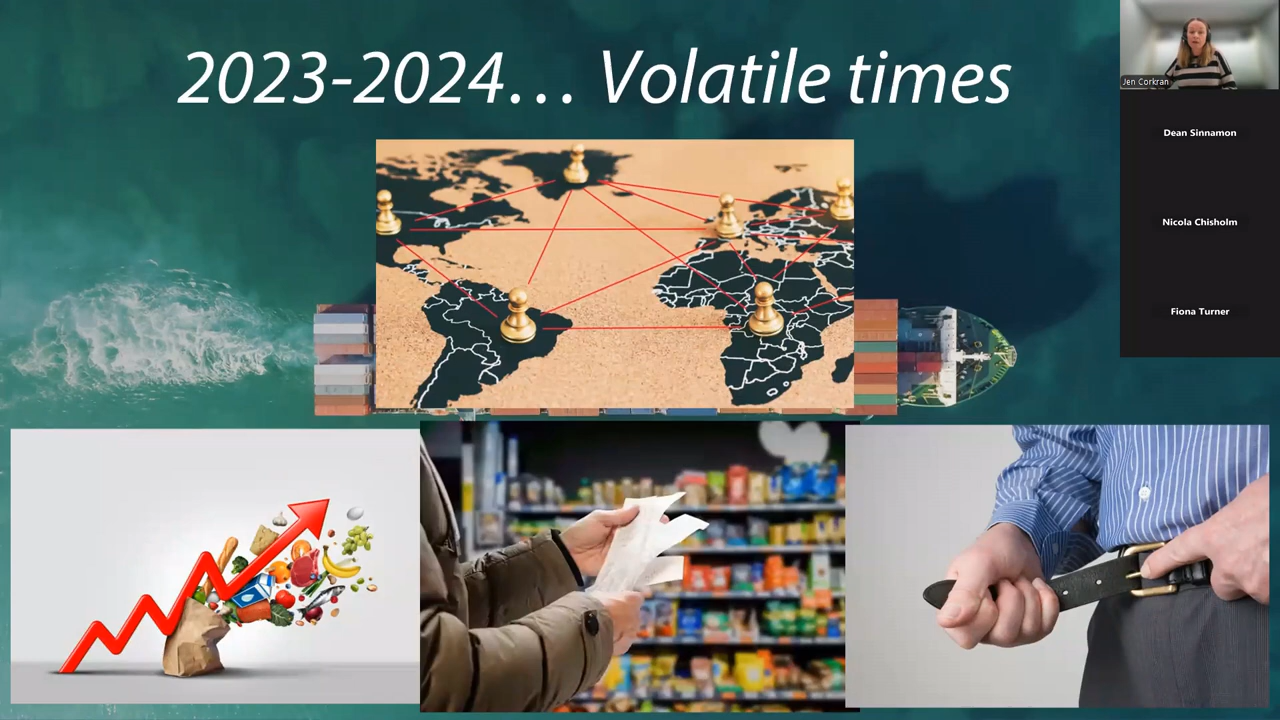 2023-2024... Volatile times
Jen Corkran
Dean Sinnamon
Nicola Chisholm
Fiona Turner